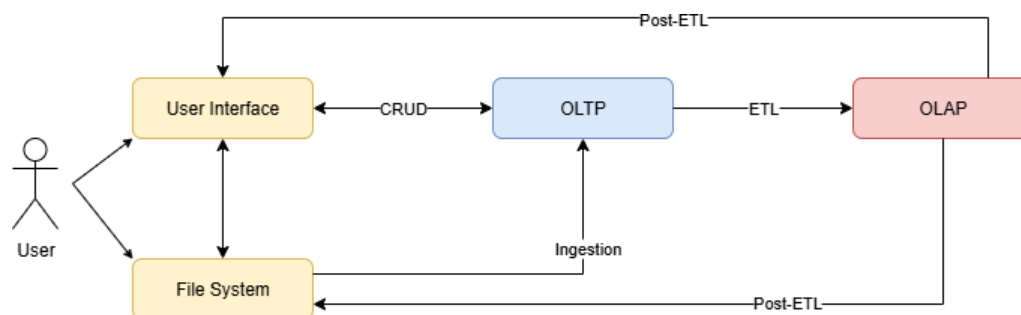 Post-ETL
User Interface
CRUD
OLTP
ETL
OLAP
User
Ingestion
File System
Post-ETL